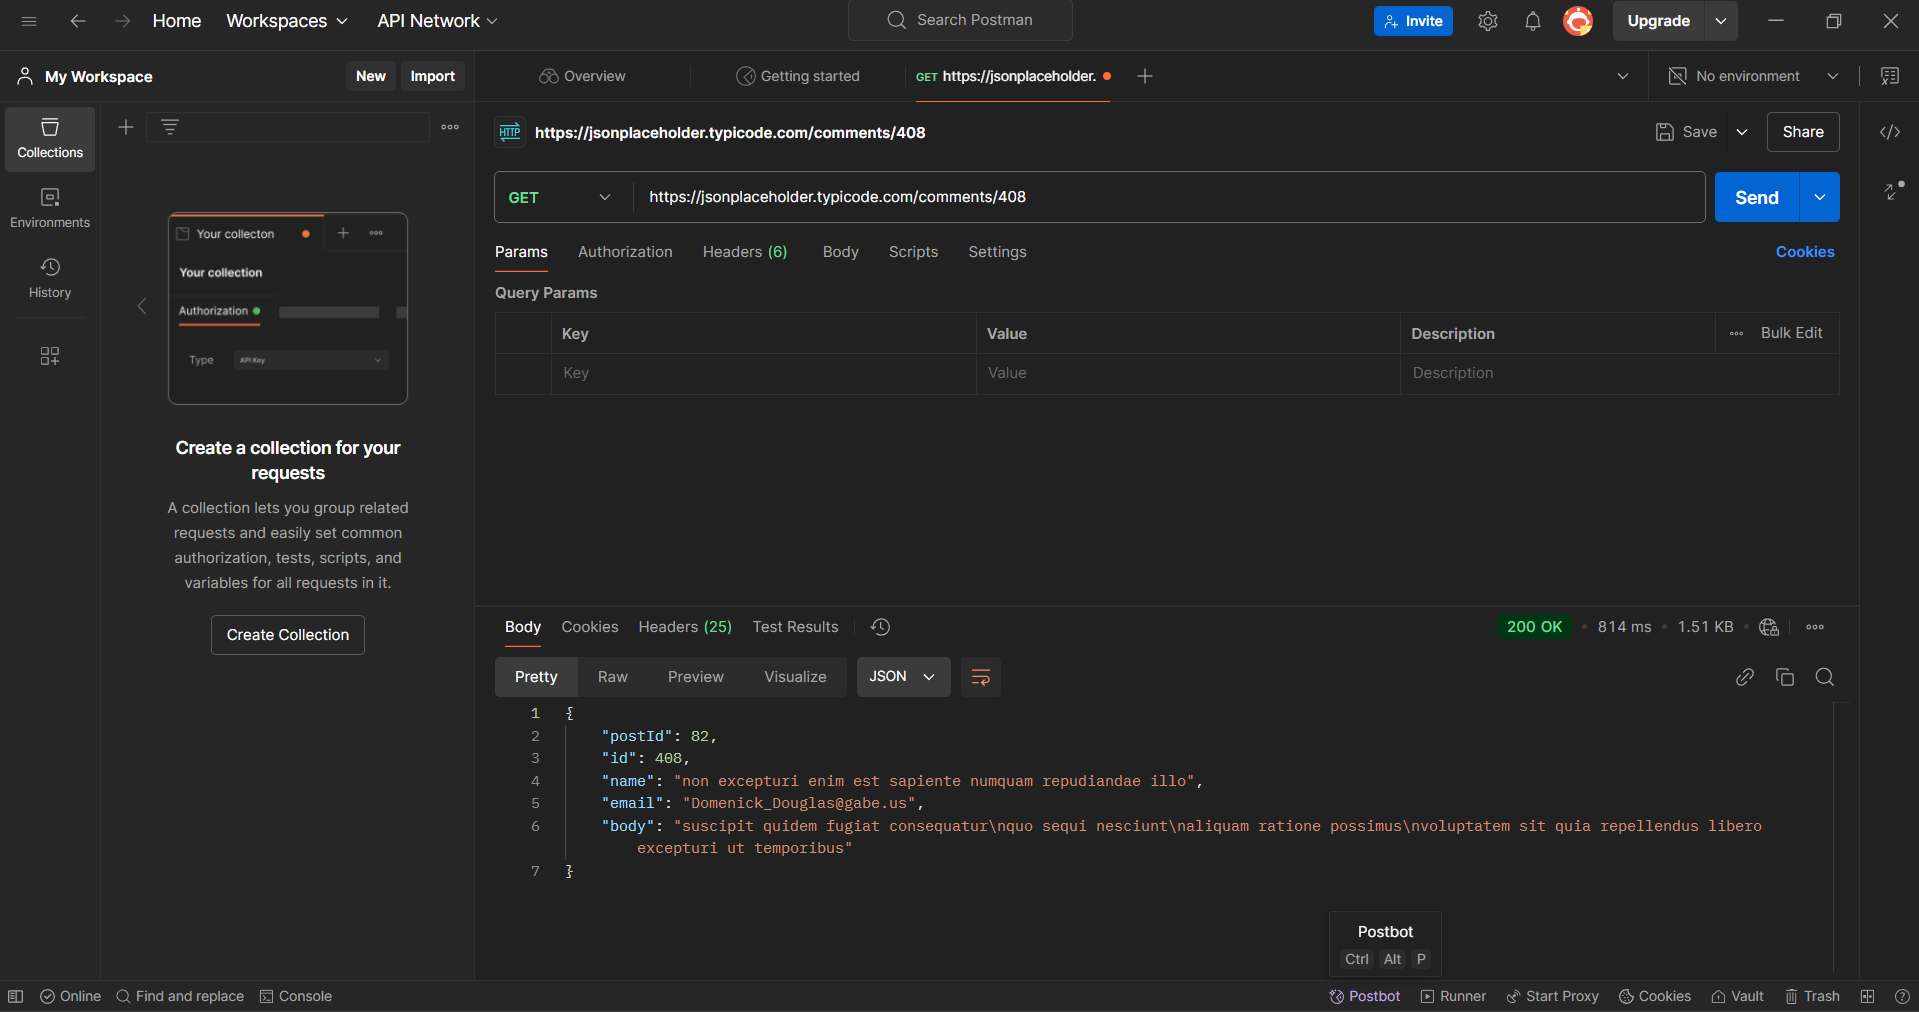 Home Workspaces API Network Search Postman Invite Upgrade
My Workspace New Import Overview Getting started GET https://jsonplaceholder. No environment
Collections
Environments
History
Your collecton
Your collection
Authorization
Type API Key
Create a collection for your
requests
A collection lets you group related
requests and easily set common
authorization, tests, scripts, and
variables for all requests in it.
Create Collection
HTTP https://jsonplaceholder.typicode.com/comments/408 Save Share
GET https://jsonplaceholder.typicode.com/comments/408 Send
Params Authorization Headers (6) Body Scripts Settings Cookies
Query Params
Key Value Description Bulk Edit
Key Value Description
Body Cookies Headers (25) Test Results 200 OK 814 ms 1.51 KB
Pretty Raw Preview Visualize JSON
1 {
2 "postId": 82,
3 "id": 408,
4 "name": "non excepturi enim est sapiente numquam repudiandae illo",
5 "email": "Domenick_Douglas@gabe.us",
6 "body": "suscipit quidem fugiat consequatur\nquo sequi nesciunt\naliquam ratione possimus\nvoluptatem sit quia repellendus libero
excepturi ut temporibus"
7 }
Postbot
Ctrl Alt P
Online Find and replace Console Postbot Runner Start Proxy Cookies Vault Trash